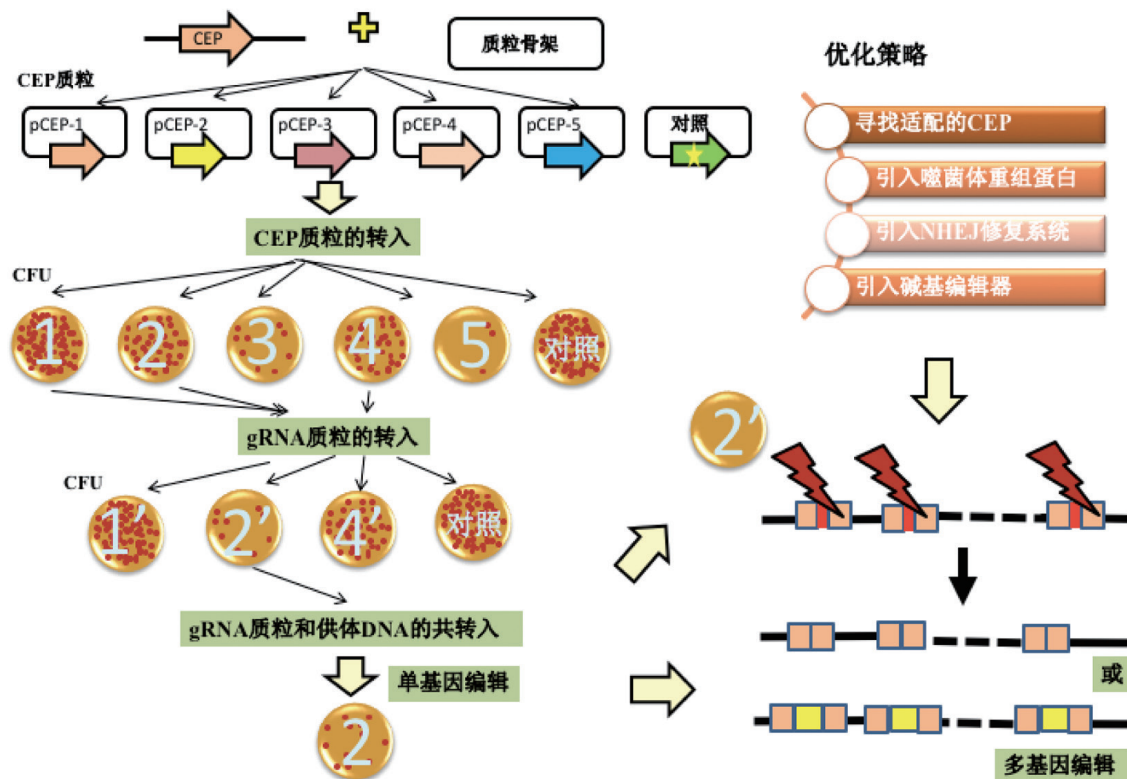 CEP
质粒骨架
CEP质粒
pCEP-1
pCEP-2
pCEP-3
pCEP-4
pCEP-5
对照
CEP质粒的转入
CFU
1
2
3
4
5
对照
gRNA质粒的转入
CFU
1′
2′
4′
对照
gRNA质粒和供体DNA的共转入
单基因编辑
2
优化策略
寻找适配的CEP
引入噬菌体重组蛋白
引入NHEJ修复系统
引入碱基编辑器
2′
或
多基因编辑